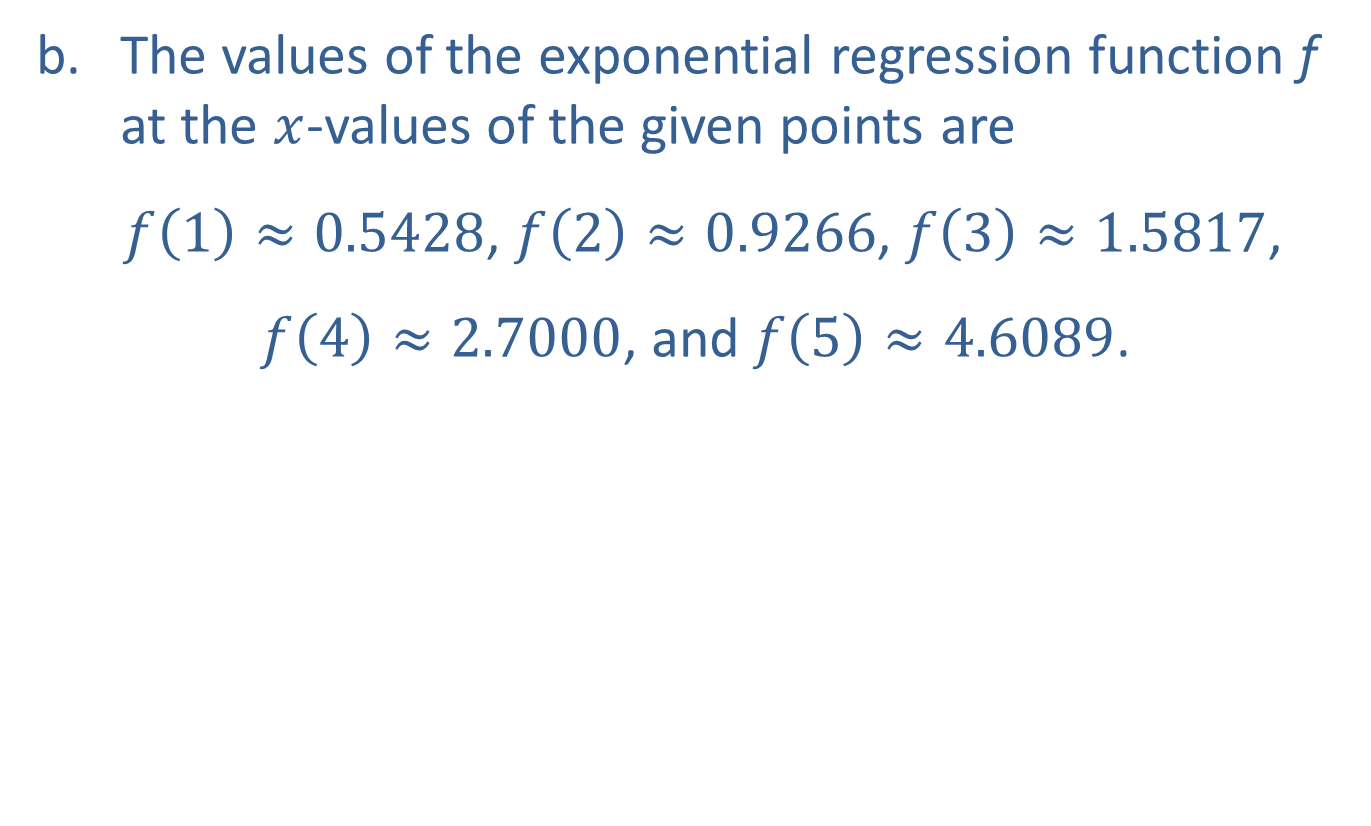 b. The values of the exponential regression function f
at the x-values of the given points are
f(1) ≈ 0.5428, f(2) ≈ 0.9266, f(3) ≈ 1.5817,
f(4) ≈ 2.7000, and f(5) ≈ 4.6089.